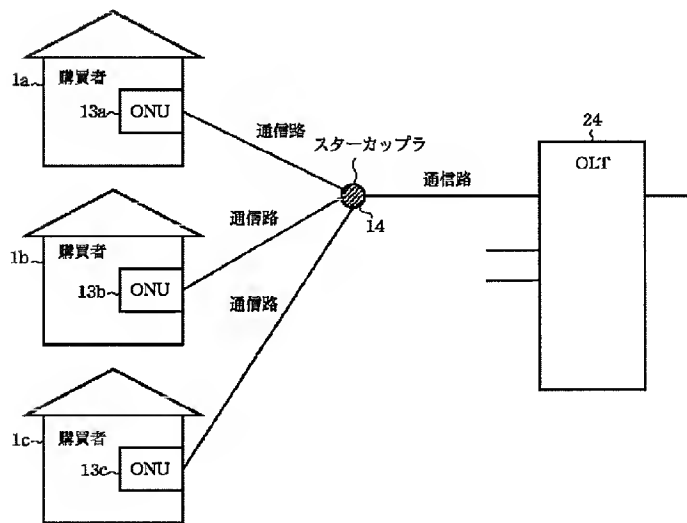 1a
購買者
13a
ONU
通信路
スターカップラ
14
通信路
24
OLT
1b
購買者
13b
ONU
通信路
1c
購買者
13c
ONU
通信路